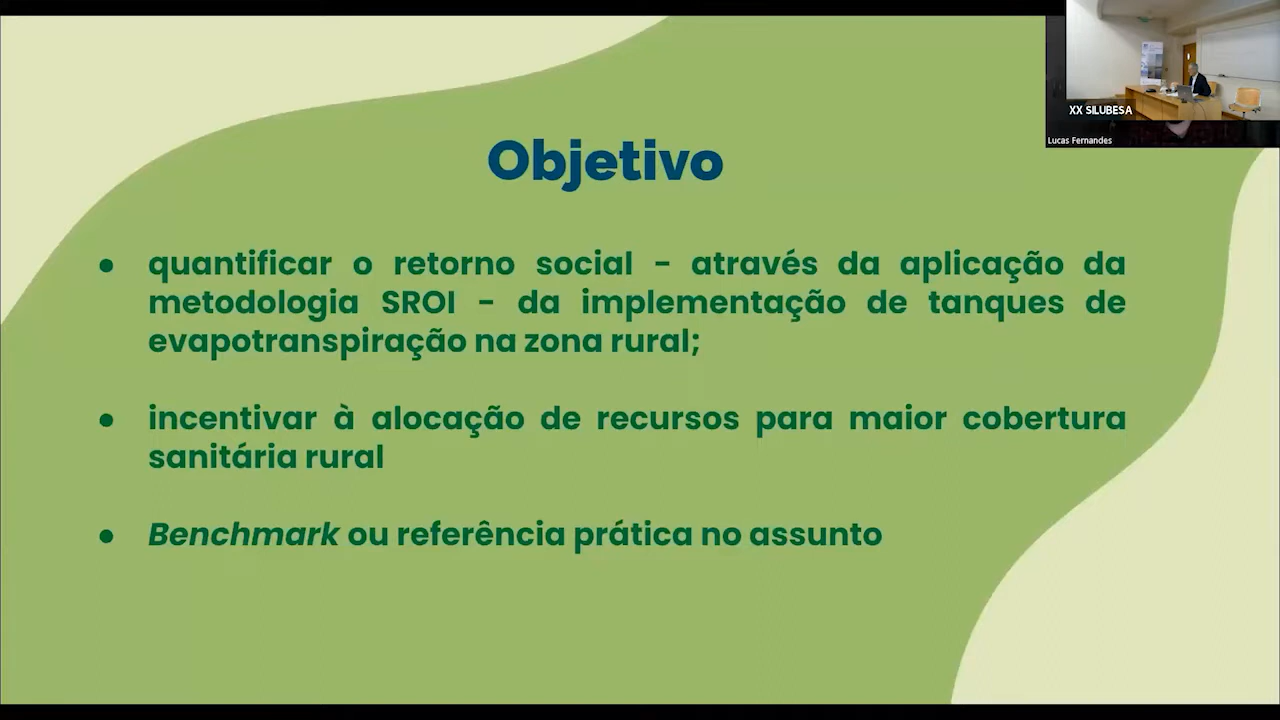 XX SILUBESA
Lucas Fernandes
Objetivo
● quantificar o retorno social - através da aplicação da
metodologia SROI - da implementação de tanques de
evapotranspiração na zona rural;
● incentivar à alocação de recursos para maior cobertura
sanitária rural
● Benchmark ou referência prática no assunto